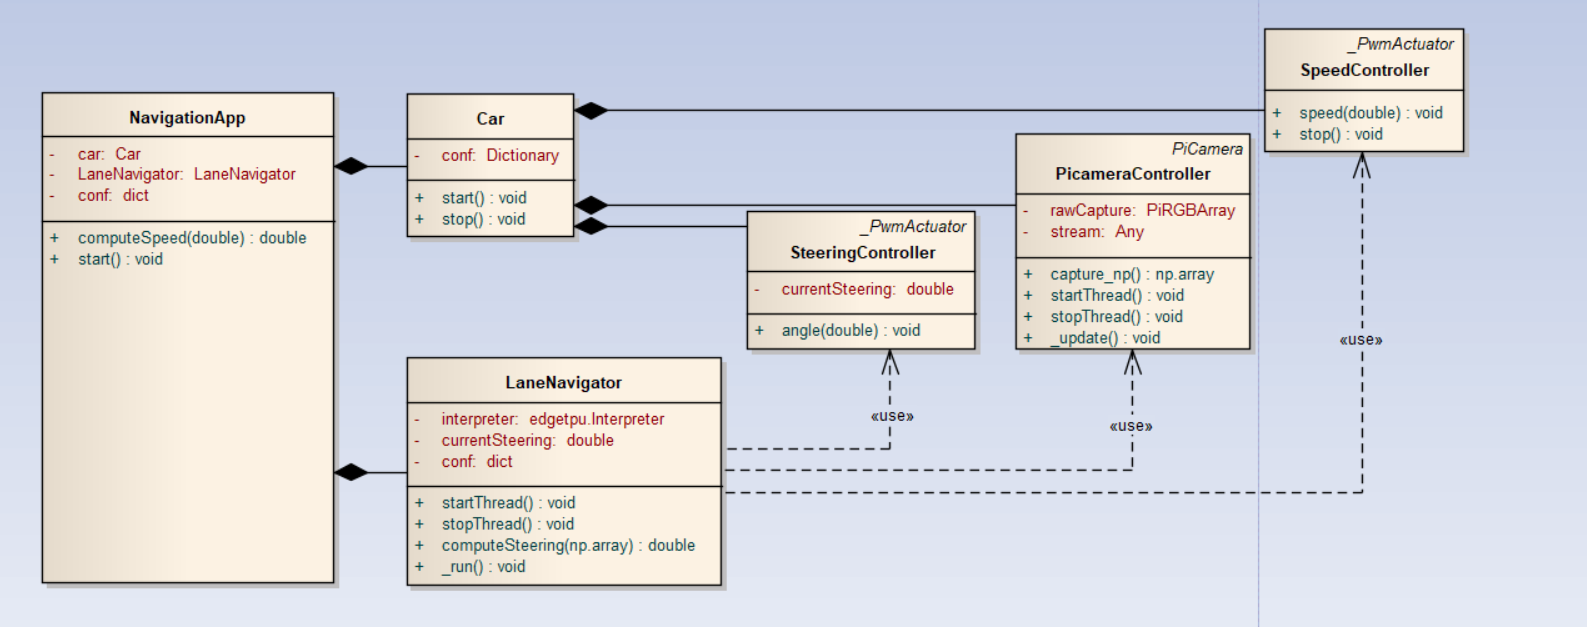 NavigationApp
- car: Car
- LaneNavigator: LaneNavigator
- conf: dict
+ computeSpeed(double) : double
+ start() : void
Car
- conf: Dictionary
+ start() : void
+ stop() : void
_PwmActuator
SpeedController
+ speed(double) : void
+ stop() : void
PiCamera
PicameraController
- rawCapture: PiRGBArray
- stream: Any
+ capture_np() : np.array
+ startThread() : void
+ stopThread() : void
+ _update() : void
_PwmActuator
SteeringController
- currentSteering: double
+ angle(double) : void
LaneNavigator
- interpreter: edgetpu.Interpreter
- currentSteering: double
- conf: dict
+ startThread() : void
+ stopThread() : void
+ computeSteering(np.array) : double
+ _run() : void
«use»
«use»
«use»